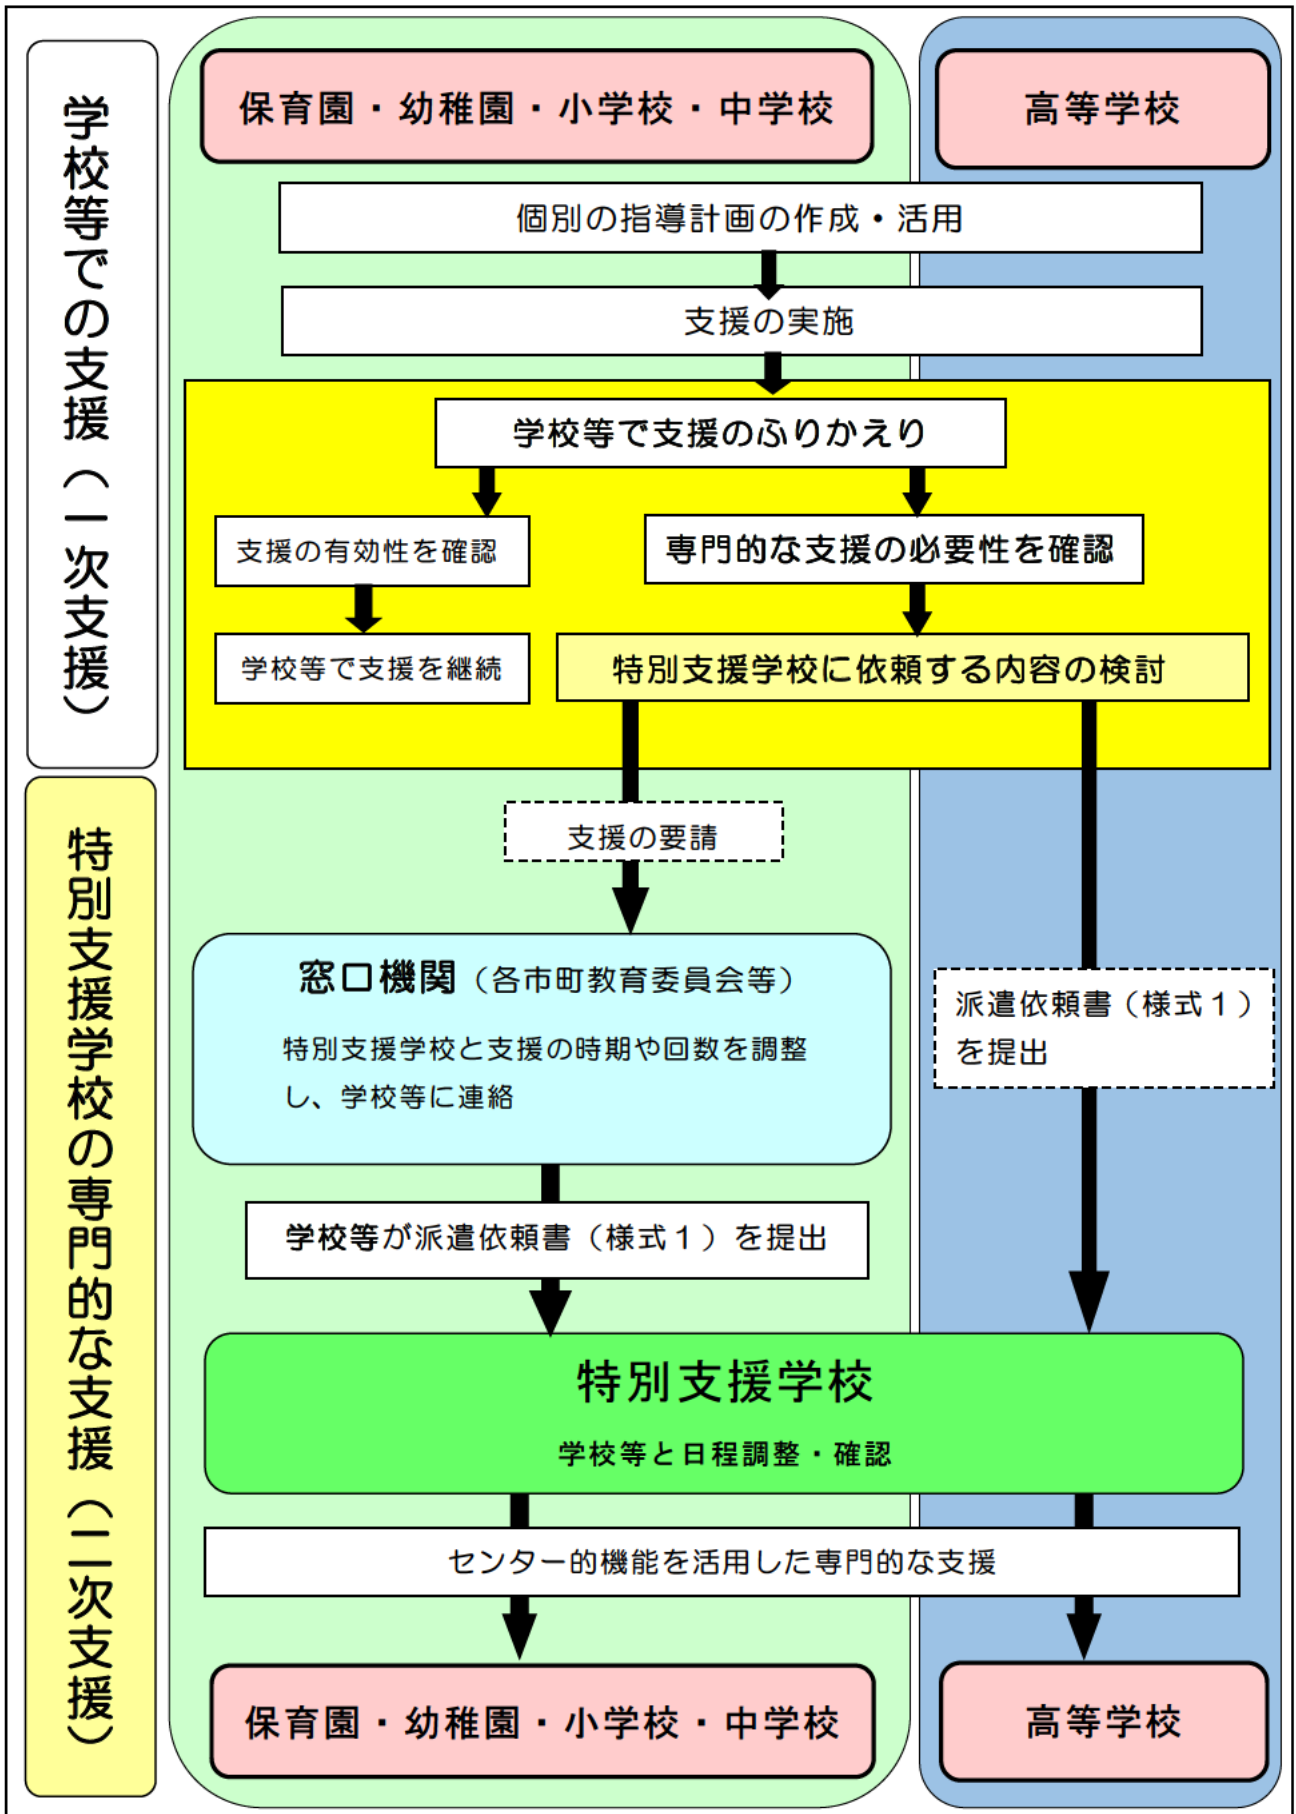 学校等での支援（一次支援）
保育園・幼稚園・小学校・中学校
高等学校
個別の指導計画の作成・活用
支援の実施
学校等で支援のふりかえり
支援の有効性を確認
専門的な支援の必要性を確認
学校等で支援を継続
特別支援学校に依頼する内容の検討
特別支援学校の専門的な支援（二次支援）
支援の要請
窓口機関（各市町教育委員会等）
特別支援学校と支援の時期や回数を調整
し、学校等に連絡
派遣依頼書（様式１）
を提出
学校等が派遣依頼書（様式１）を提出
特別支援学校
学校等と日程調整・確認
センター的機能を活用した専門的な支援
保育園・幼稚園・小学校・中学校
高等学校